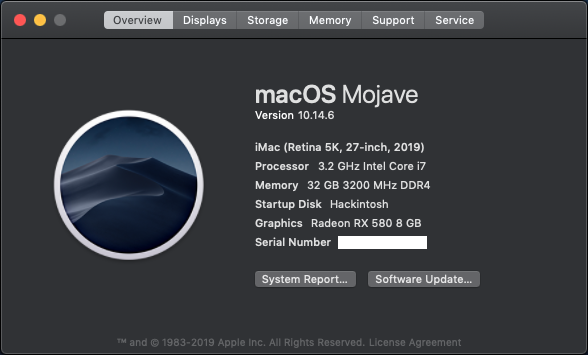 Overview Displays Storage Memory Support Service
macOS Mojave
Version 10.14.6
iMac (Retina 5K, 27-inch, 2019)
Processor 3.2 GHz Intel Core i7
Memory 32 GB 3200 MHz DDR4
Startup Disk Hackintosh
Graphics Radeon RX 580 8 GB
Serial Number
System Report... Software Update...
™ and © 1983-2019 Apple Inc. All Rights Reserved. License Agreement